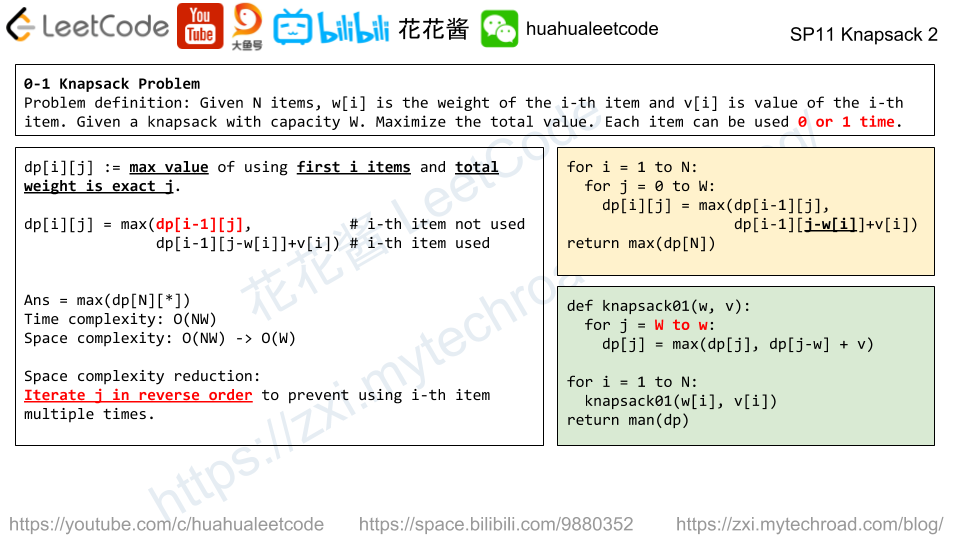 LeetCode
You
Tube
大鱼号
bilibili
花花酱
huahualeetcode
SP11 Knapsack 2
0-1 Knapsack Problem
Problem definition: Given N items, w[i] is the weight of the i-th item and v[i] is value of the i-th
item. Given a knapsack with capacity W. Maximize the total value. Each item can be used 0 or 1 time.
dp[i][j] := max value of using first i items and total
weight is exact j.
dp[i][j] = max(dp[i-1][j], # i-th item not used
dp[i-1][j-w[i]]+v[i]) # i-th item used
Ans = max(dp[N][*])
Time complexity: O(NW)
Space complexity: O(NW) -> O(W)
Space complexity reduction:
Iterate j in reverse order to prevent using i-th item
multiple times.
for i = 1 to N:
for j = 0 to W:
dp[i][j] = max(dp[i-1][j],
dp[i-1][j-w[i]]+v[i])
return max(dp[N])
def knapsack01(w, v):
for j = W to w:
dp[j] = max(dp[j], dp[j-w] + v)
for i = 1 to N:
knapsack01(w[i], v[i])
return man(dp)
花花酱 LeetCode
https://zxi.mytechroad.com/blog/
https://youtube.com/c/huahualeetcode
https://space.bilibili.com/9880352
https://zxi.mytechroad.com/blog/